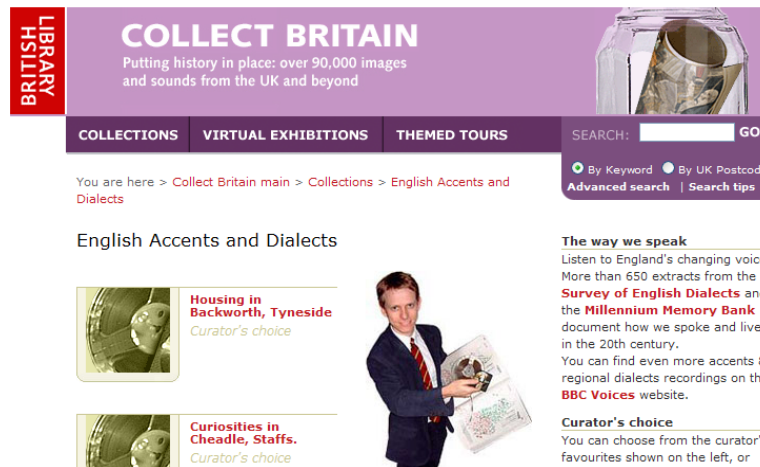 BRITISH
LIBRARY
COLLECT BRITAIN
Putting history in place: over 90,000 images
and sounds from the UK and beyond
COLLECTIONS
VIRTUAL EXHIBITIONS
THEMED TOURS
SEARCH:
GO
By Keyword
By UK Postcod
Advanced search | Search tips
You are here > Collect Britain main > Collections > English Accents and
Dialects
English Accents and Dialects
Housing in
Backworth, Tyneside
Curator's choice
Curiosities in
Cheadle, Staffs.
Curator's choice
The way we speak
Listen to England's changing voic
More than 650 extracts from the
Survey of English Dialects an
the Millennium Memory Bank
document how we spoke and live
in the 20th century.
You can find even more accents &
regional dialects recordings on th
BBC Voices website.
Curator's choice
You can choose from the curator'
favourites shown on the left, or